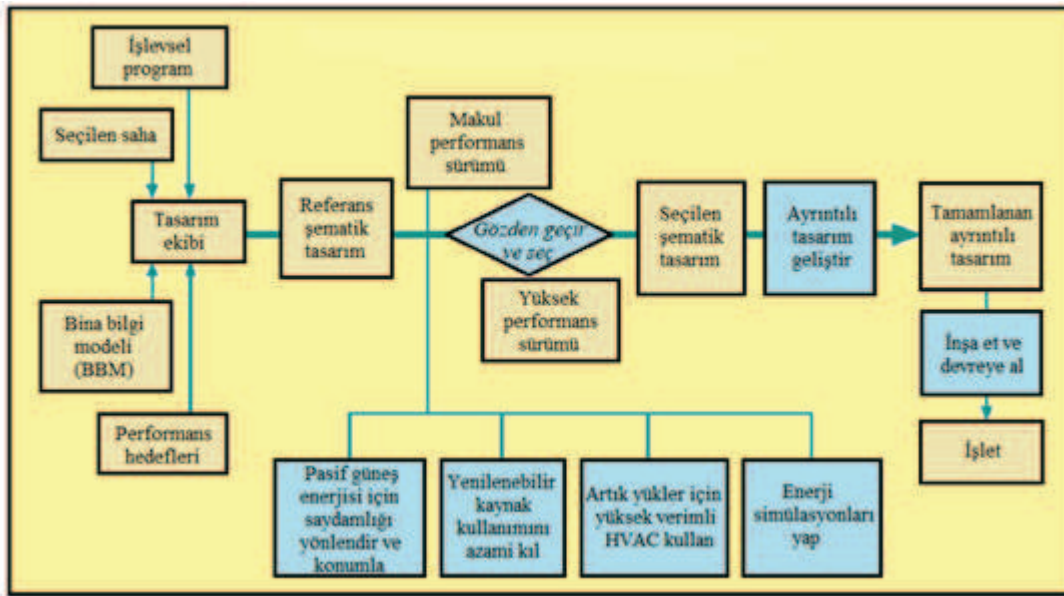 İşlevsel
program
Seçilen saha
Tasarım
ekibi
Bina bilgi
modeli
(BBM)
Performans
hedefleri
Referans
şematik
tasarım
Makul
performans
sürümü
Gözden geçir
ve seç
Yüksek
performans
sürümü
Seçilen
şematik
tasarım
Ayrıntılı
tasarım
geliştir
Tamamlanan
ayrıntılı
tasarım
İnşa et ve
devreye al
İşlet
Pasif güneş
enerjisi için
saydamlığı
yönlendir ve
konumla
Yenilenebilir
kaynak
kullanımını
azami kıl
Artık yükler için
yüksek verimli
HVAC kullan
Enerji
simülasyonları
yap